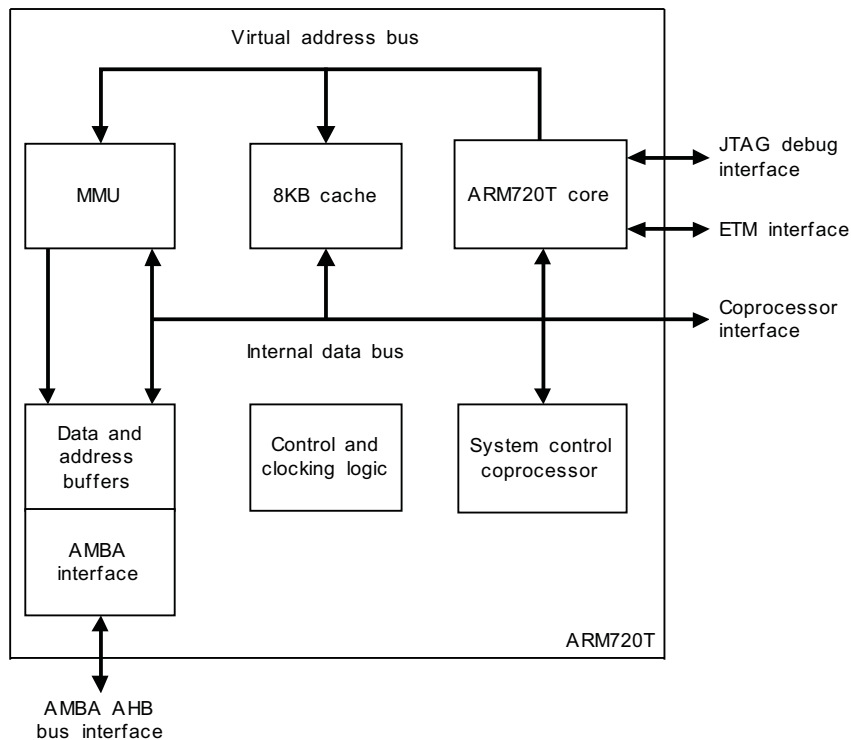 Virtual address bus
MMU
8KB cache
ARM720T core
JTAG debug
interface
ETM interface
Coprocessor
interface
Internal data bus
Data and
address
buffers
Control and
clocking logic
System control
coprocessor
AMBA
interface
ARM720T
AMBA AHB
bus interface